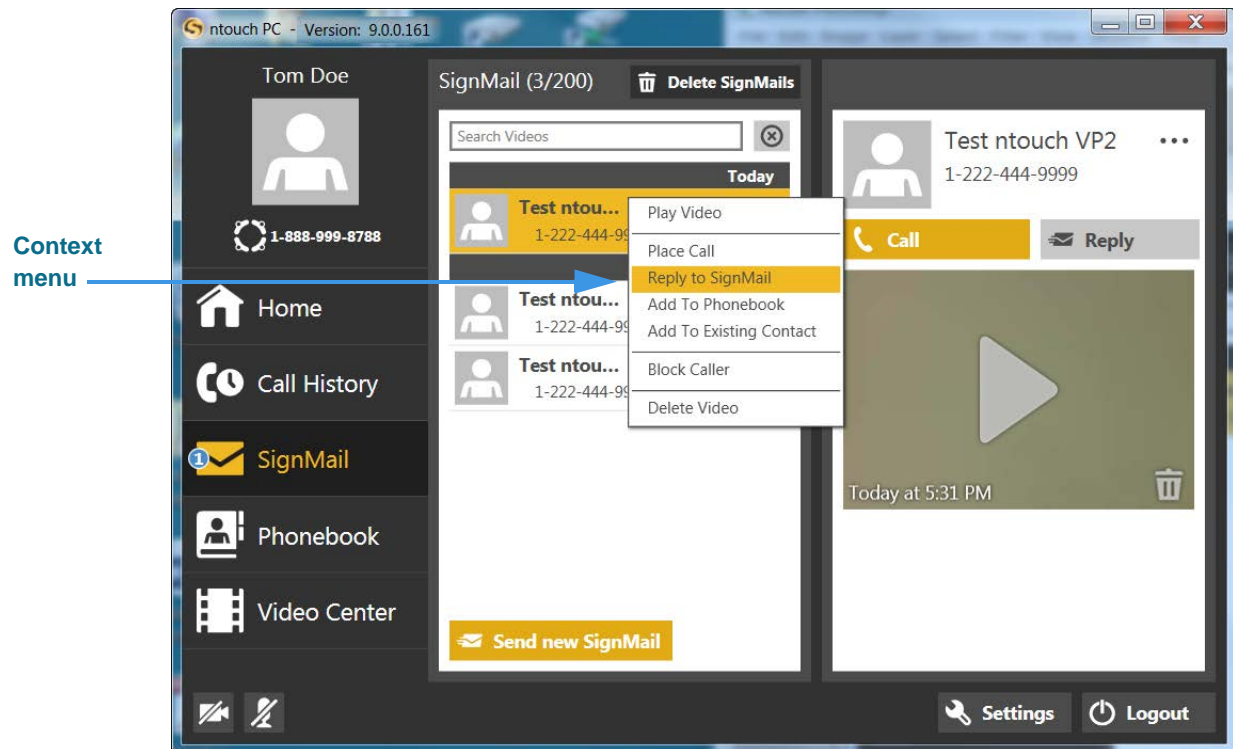 ntouch PC - Version: 9.0.0.161
Tom Doe
1-888-999-8788
Context
menu
Home
Call History
1
SignMail
Phonebook
Video Center
SignMail (3/200)
Delete SignMails
Search Videos
Today
Test ntou...
1-222-444-99
Test ntou...
1-222-444-99
Test ntou...
1-222-444-99
Play Video
Place Call
Reply to SignMail
Add To Phonebook
Add To Existing Contact
Block Caller
Delete Video
Send new SignMail
Test ntouch VP2
1-222-444-9999
Call
Reply
Today at 5:31 PM
Settings
Logout